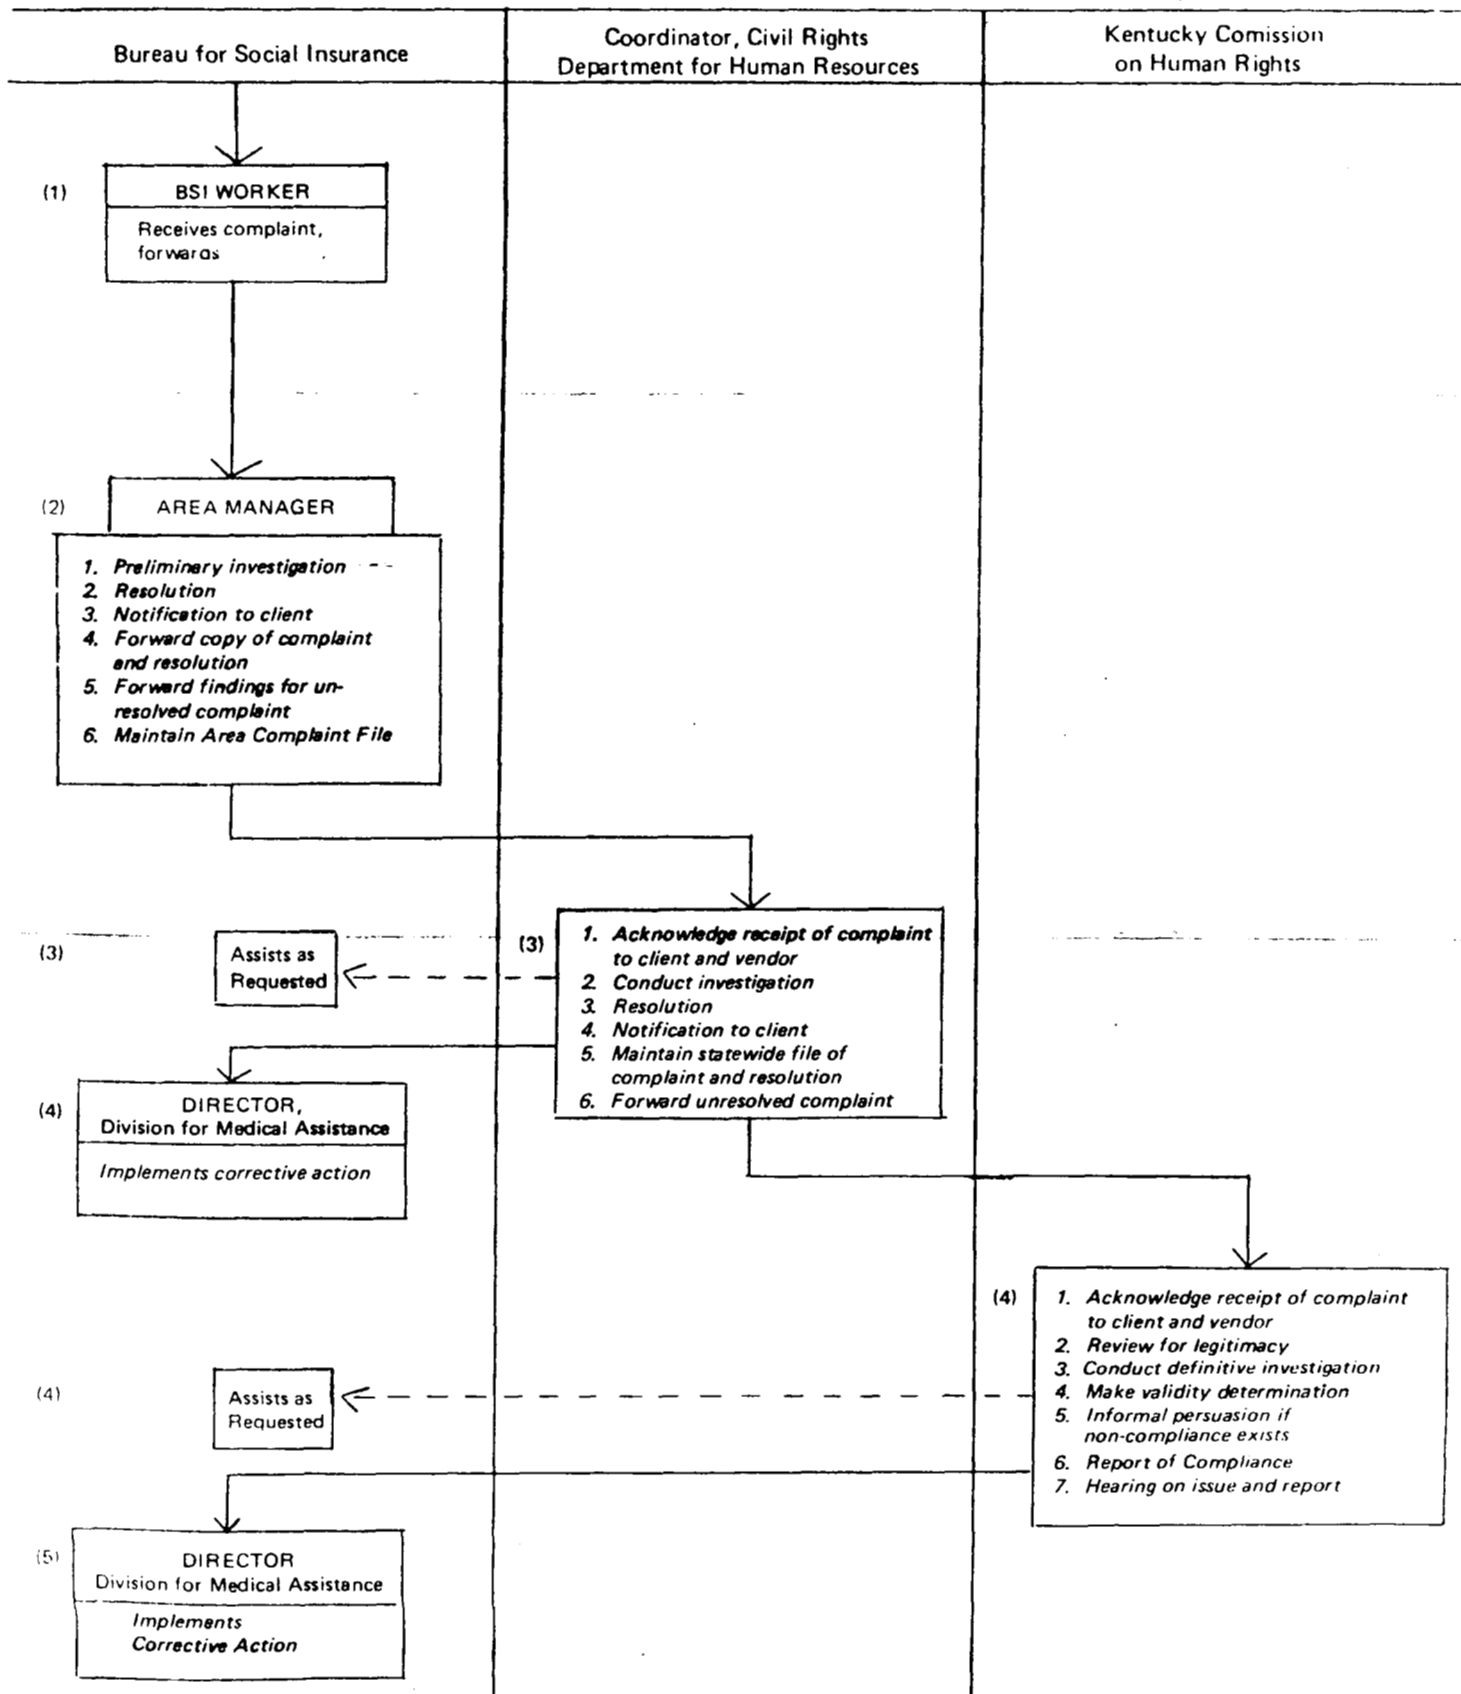 Bureau for Social Insurance
Coordinator, Civil Rights
Department for Human Resources
Kentucky Comission
on Human Rights
(1)
BSI WORKER
Receives complaint,
forwards
(2)
AREA MANAGER
1. Preliminary investigation
2. Resolution
3. Notification to client
4. Forward copy of complaint
and resolution
5. Forward findings for un-
resolved complaint
6. Maintain Area Complaint File
(3)
Assists as
Requested
(3)
1. Acknowledge receipt of complaint
to client and vendor
2. Conduct investigation
3. Resolution
4. Notification to client
5. Maintain statewide file of
complaint and resolution
6. Forward unresolved complaint
(4)
DIRECTOR,
Division for Medical Assistance
Implements corrective action
(4)
1. Acknowledge receipt of complaint
to client and vendor
2. Review for legitimacy
3. Conduct definitive investigation
4. Make validity determination
5. Informal persuasion if
non-compliance exists
6. Report of Compliance
7. Hearing on issue and report
(4)
Assists as
Requested
(5)
DIRECTOR
Division for Medical Assistance
Implements
Corrective Action